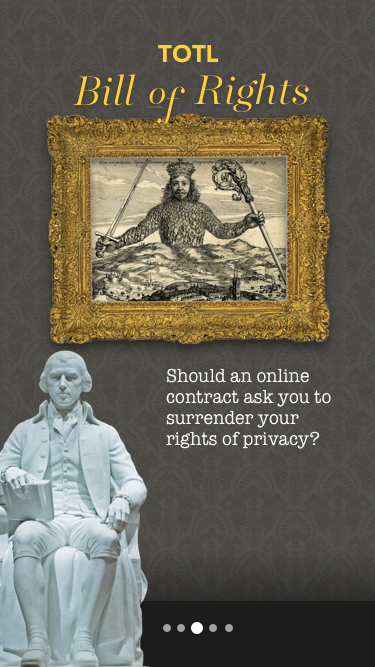 TOTL
Bill of Rights
Should an online
contract ask you to
surrender your
rights of privacy?